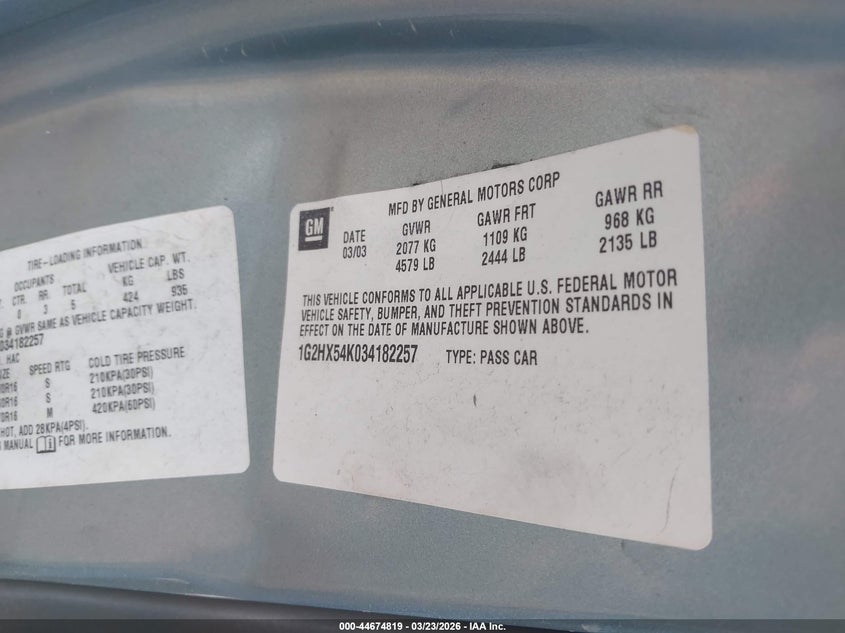 TIRE-LOADING INFORMATION
OCCUPANTS VEHICLE CAP. WT.
CTR. RR. TOTAL KG LBS
0 3 5 424 935
@ GVWR SAME AS VEHICLE CAPACITY WEIGHT.
034182257
HAC
SPEED RTG COLD TIRE PRESSURE
S 210KPA(30PSI)
S 210KPA(30PSI)
M 420KPA(60PSI)
HOT, ADD 28KPA(4PSI).
MANUAL FOR MORE INFORMATION.
GM
MFD BY GENERAL MOTORS CORP
DATE GVWR GAWR FRT GAWR RR
03/03 2077 KG 1109 KG 968 KG
4579 LB 2444 LB 2135 LB
THIS VEHICLE CONFORMS TO ALL APPLICABLE U.S. FEDERAL MOTOR
VEHICLE SAFETY, BUMPER, AND THEFT PREVENTION STANDARDS IN
EFFECT ON THE DATE OF MANUFACTURE SHOWN ABOVE.
1G2HX54K034182257 TYPE: PASS CAR
000-44674819 - 03/23/2026 - IAA Inc.